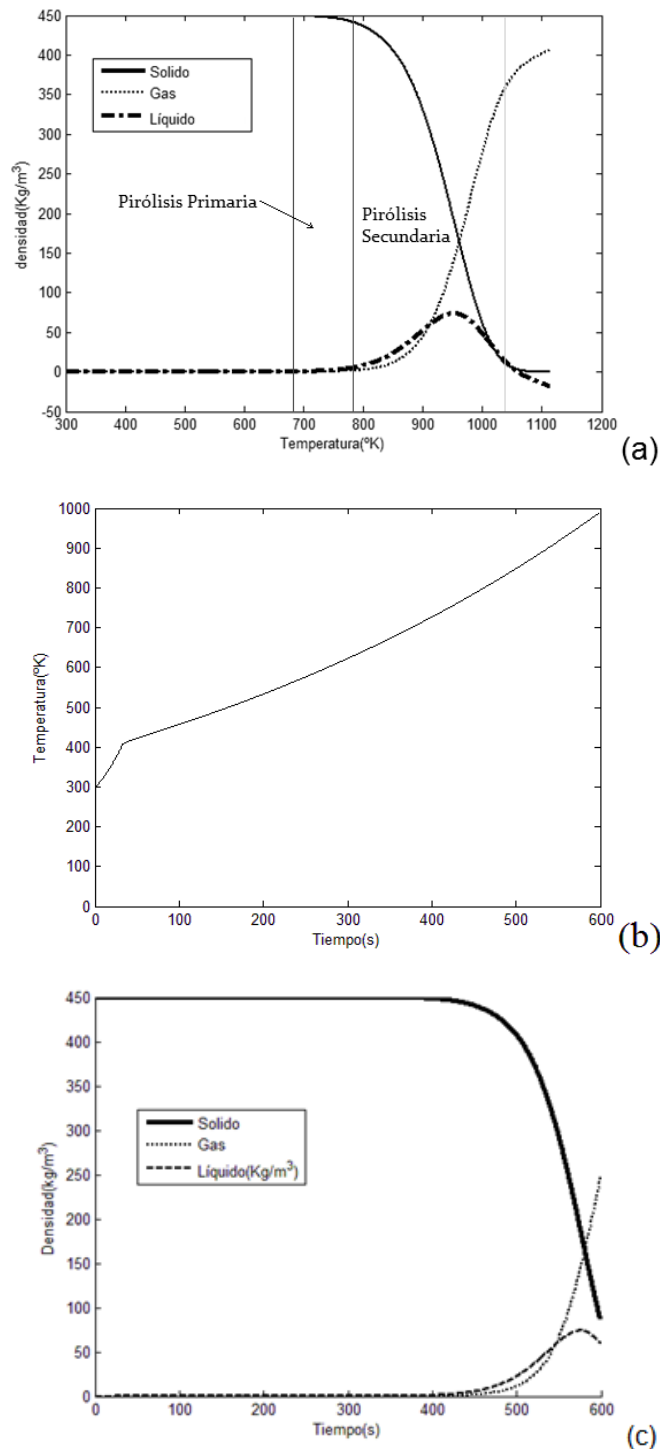 450
400
350
300
250
200
150
100
50
0
-50
densidad(Kg/m³)
Solido
Gas
Líquido
Pirólisis Primaria
Pirólisis
Secundaria
300 400 500 600 700 800 900 1000 1100 1200
Temperatura(ºK)
(a)
1000
900
800
700
600
500
400
300
200
100
0
Temperatura(ºK)
0 100 200 300 400 500 600
Tiempo(s)
(b)
450
400
350
300
250
200
150
100
50
0
Densidad(kg/m³)
Solido
Gas
Líquido(Kg/m³)
0 100 200 300 400 500 600
Tiempo(s)
(c)